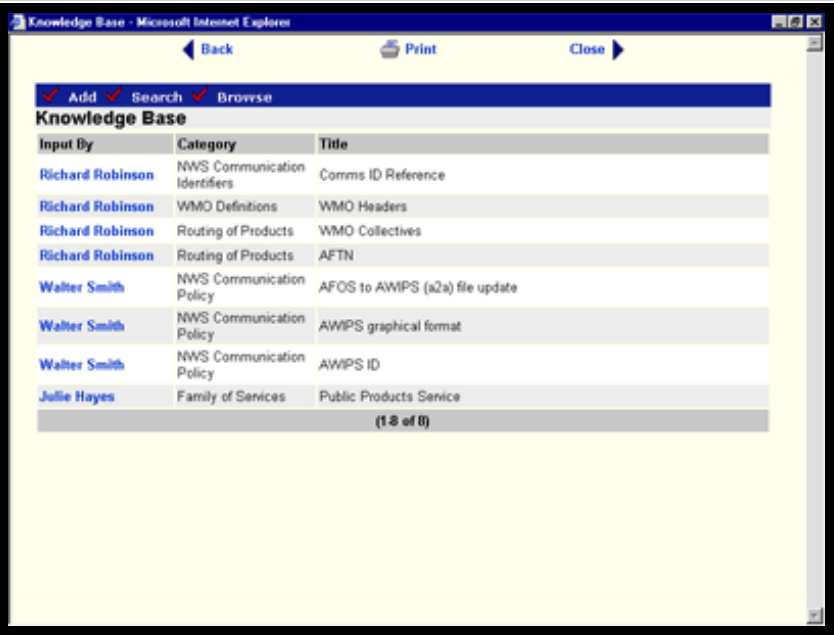 Knowledge Base - Microsoft Internet Explorer
Back Print Close
Add Search Browse
Knowledge Base
Input By Category Title
Richard Robinson NWS Communication Identifiers Comms ID Reference
Richard Robinson WMO Definitions WMO Headers
Richard Robinson Routing of Products WMO Collectives
Richard Robinson Routing of Products AFTN
Walter Smith NWS Communication Policy AFOS to AWIPS (a2a) file update
Walter Smith NWS Communication Policy AWIPS graphical format
Walter Smith NWS Communication Policy AWIPS ID
Julie Hayes Family of Services Public Products Service
(1-8 of 8)